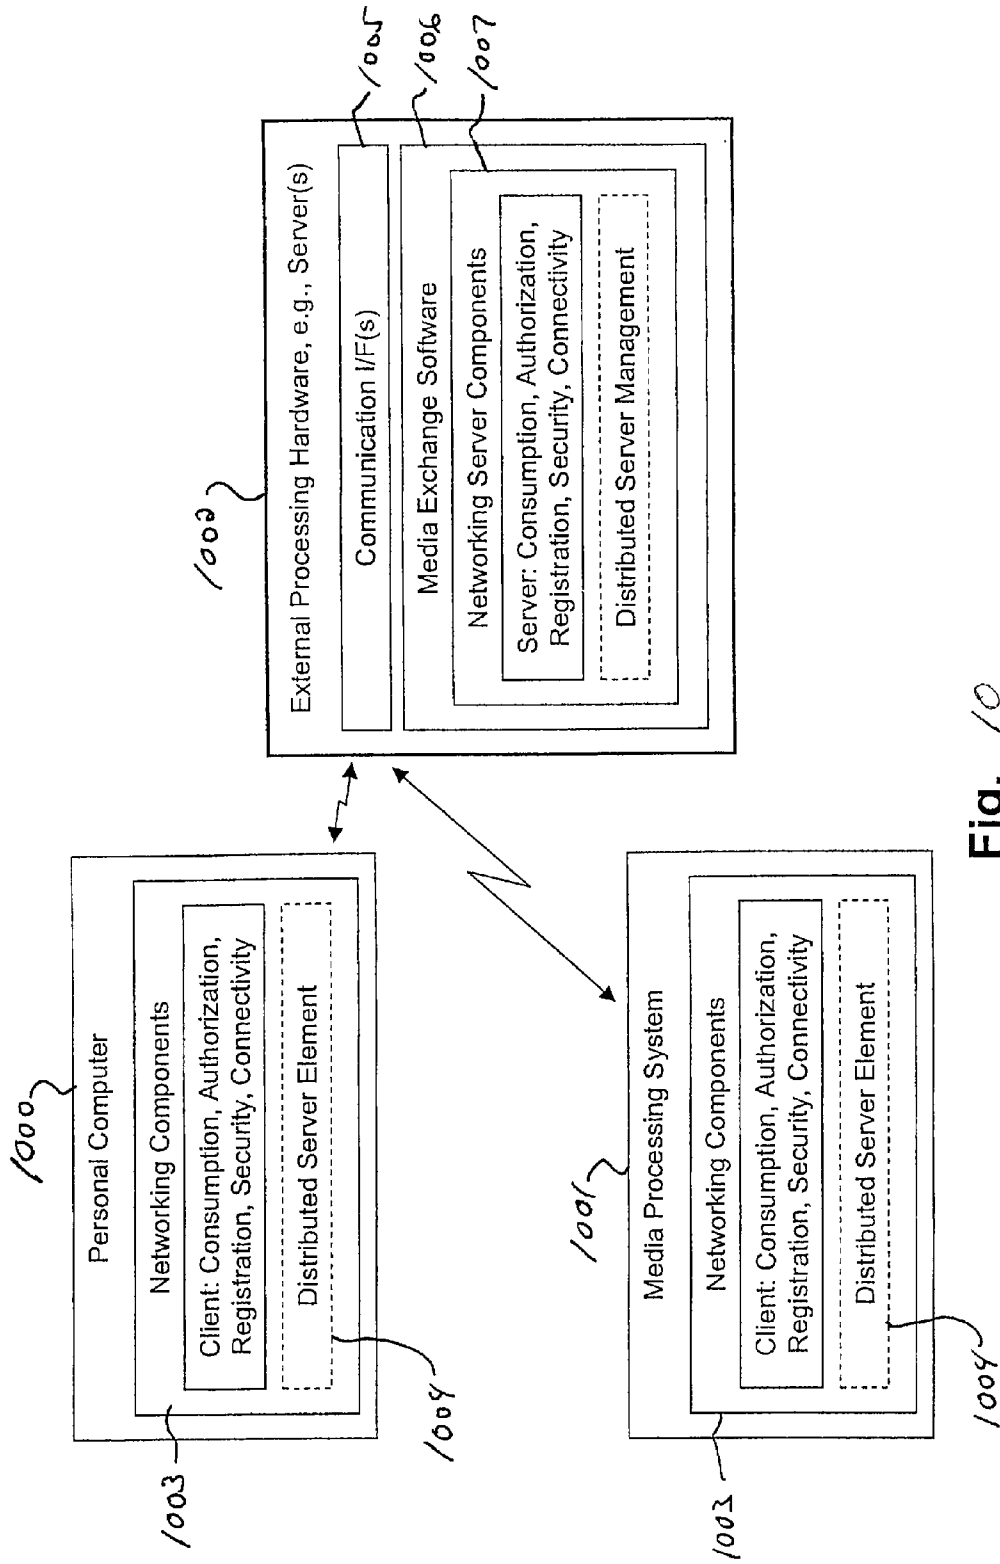 1000
Personal Computer
Networking Components
Client: Consumption, Authorization,
Registration, Security, Connectivity
Distributed Server Element
1003
1004
1002
External Processing Hardware, e.g., Server(s)
Communication I/F(s)
Media Exchange Software
Networking Server Components
Server: Consumption, Authorization,
Registration, Security, Connectivity
Distributed Server Management
1005
1006
1007
1001
Media Processing System
Networking Components
Client: Consumption, Authorization,
Registration, Security, Connectivity
Distributed Server Element
1003
1004
Fig. 10